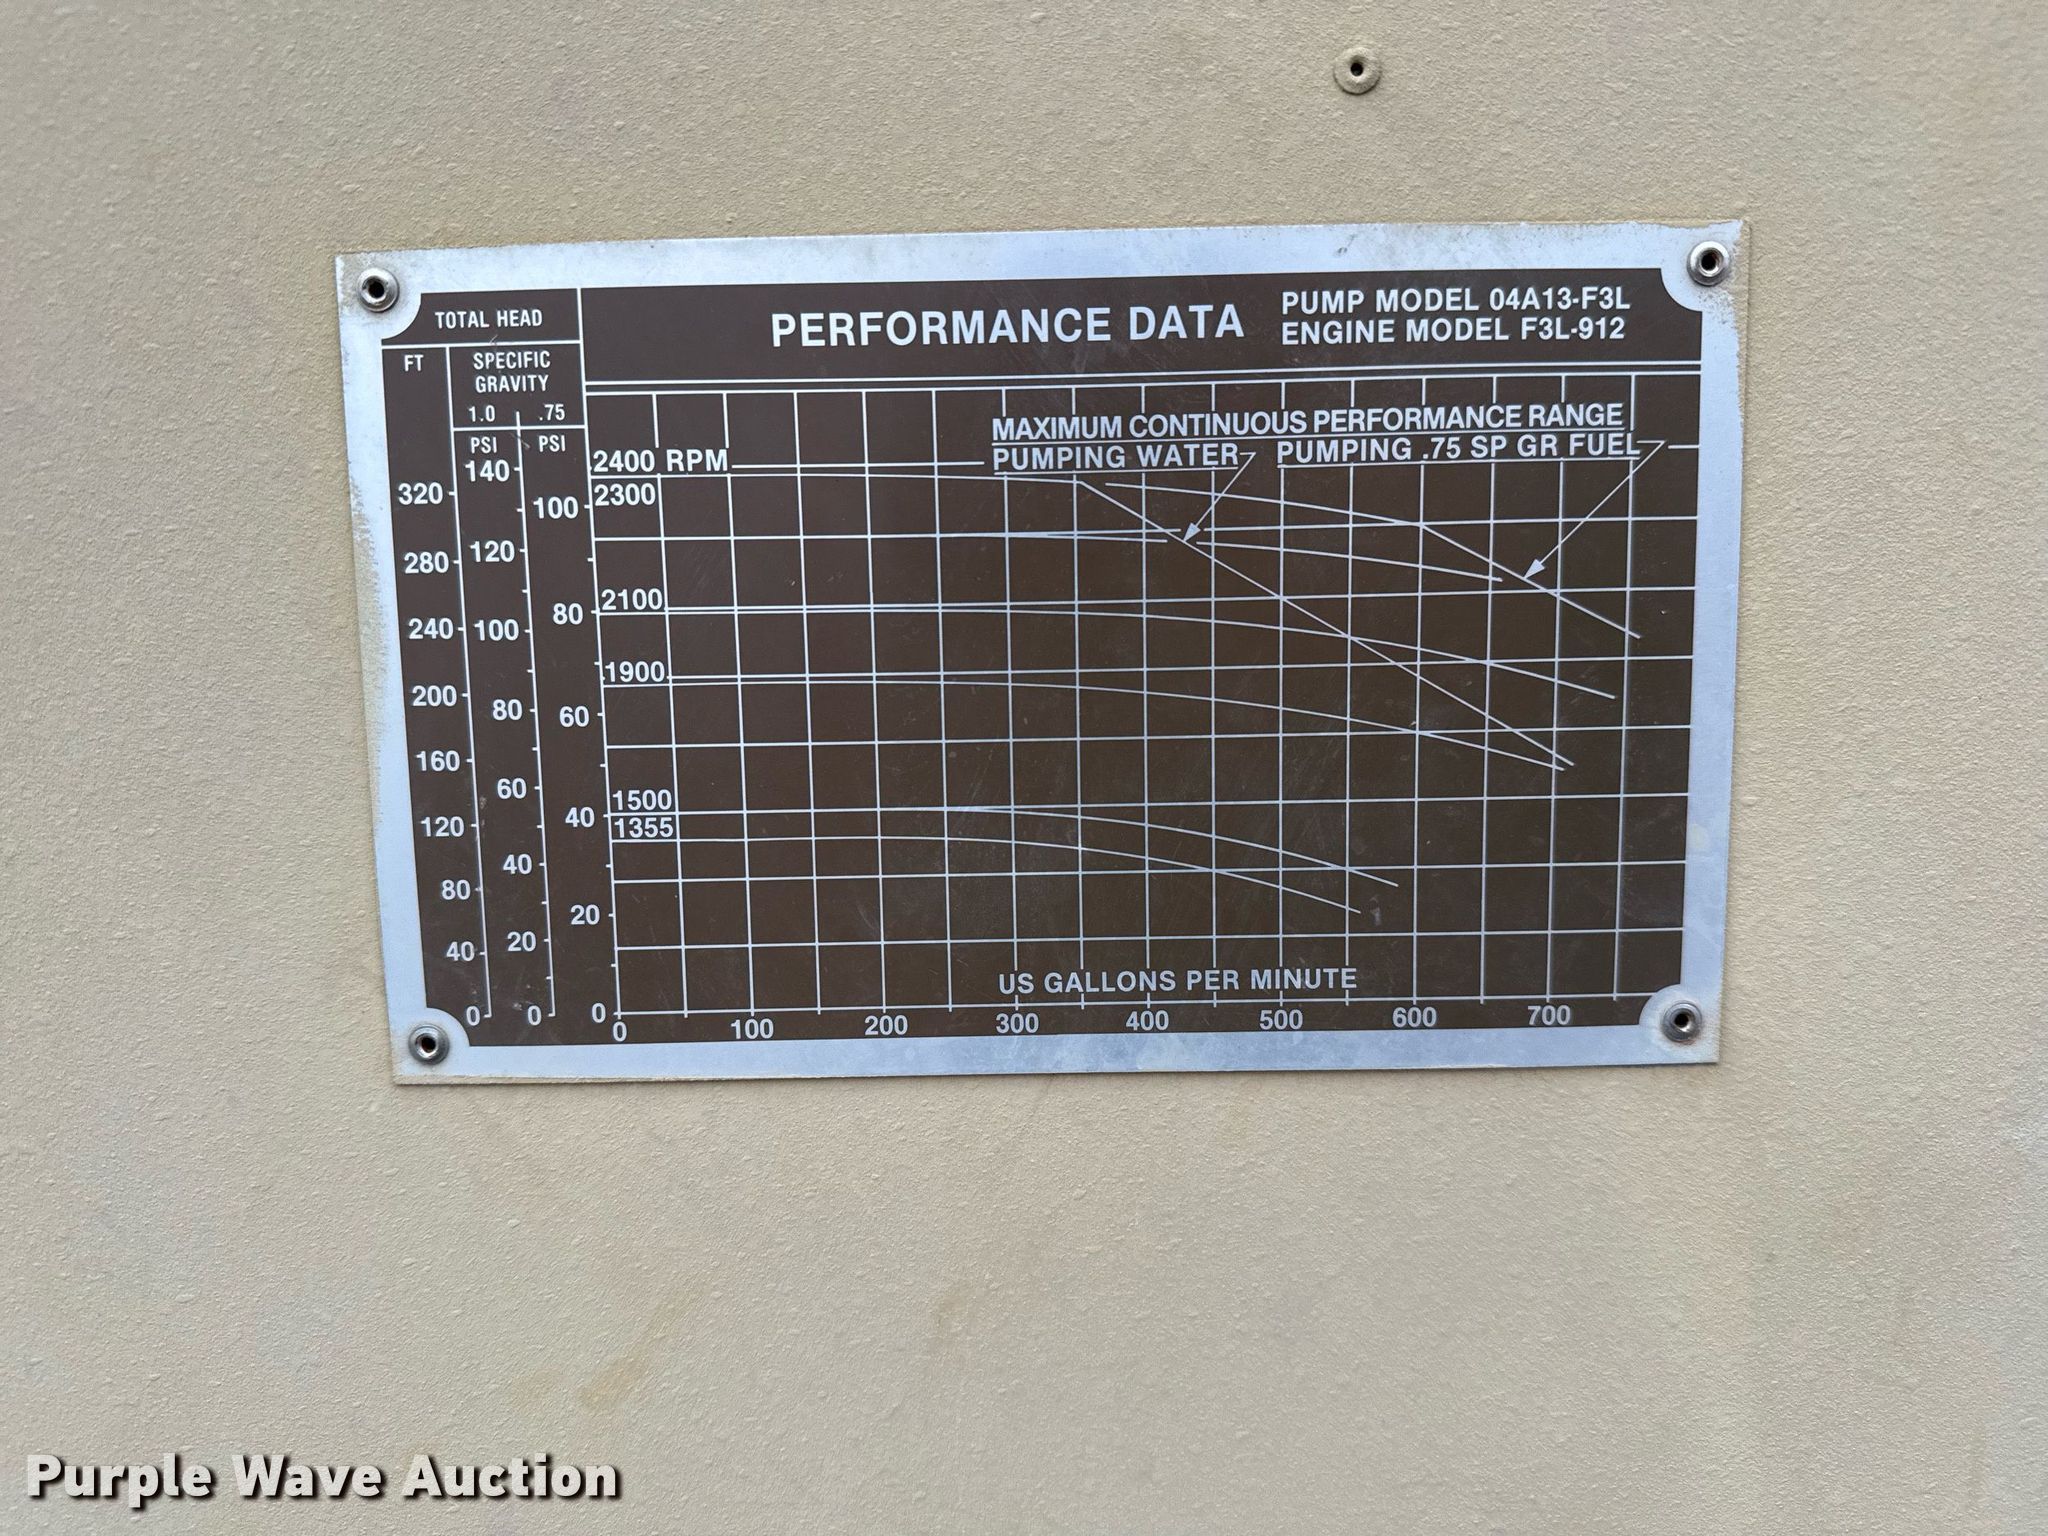 TOTAL HEAD
FT
SPECIFIC
GRAVITY
1.0 .75
PSI PSI
PERFORMANCE DATA
PUMP MODEL 04A13-F3L
ENGINE MODEL F3L-912
MAXIMUM CONTINUOUS PERFORMANCE RANGE
PUMPING WATER PUMPING .75 SP GR FUEL
320
280
240
200
160
120
80
40
0
140
120
100
80
60
40
20
0
100
80
60
40
20
0
2400 RPM
2300
2100
1900
1500
1355
US GALLONS PER MINUTE
0 100 200 300 400 500 600 700
Purple Wave Auction